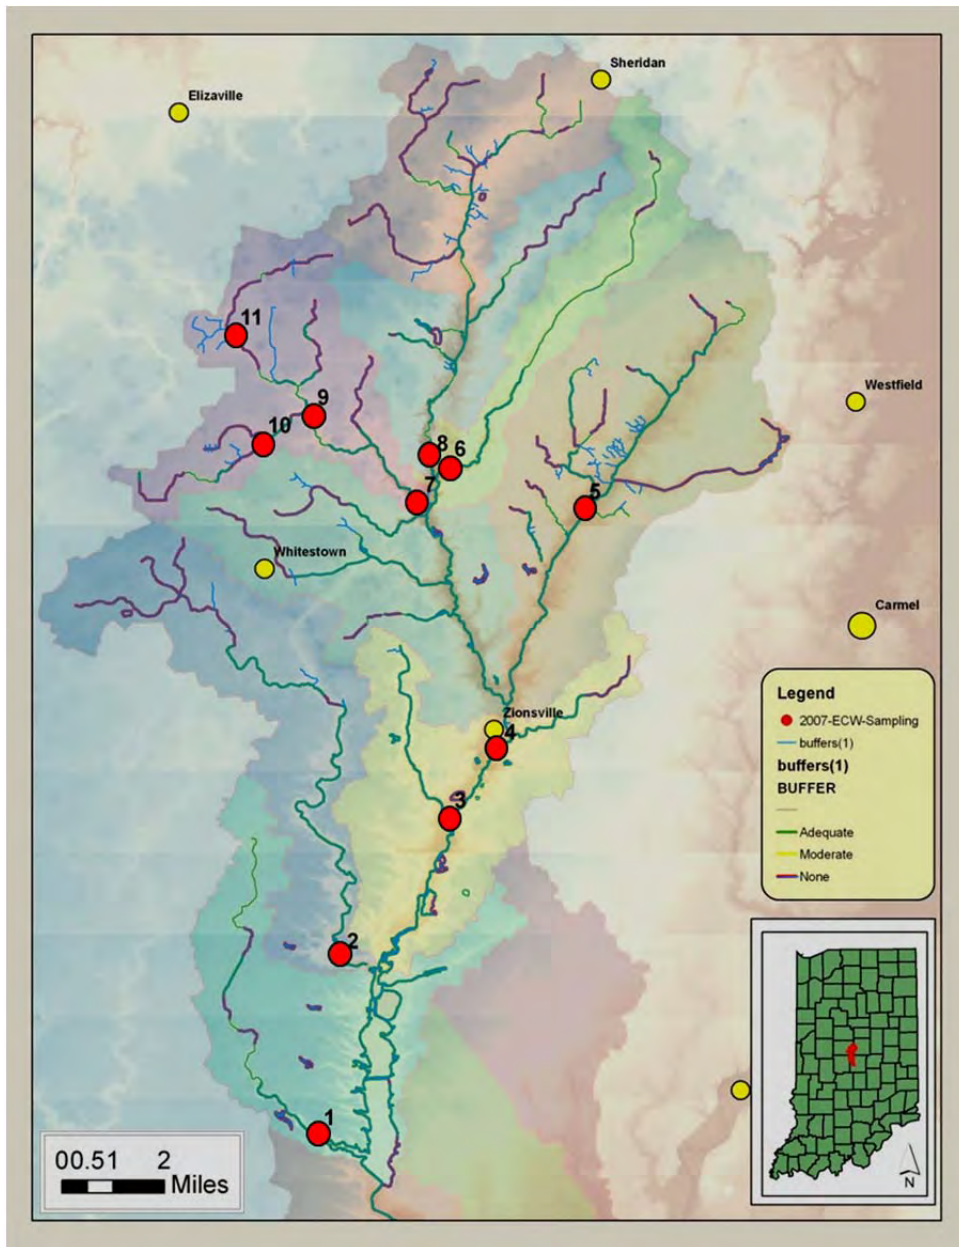 Sheridan
Elizaville
11
Westfield
9
10
8
6
7
5
Whitestown
Carmel
Legend
Zionsville
2007-ECW-Sampling
4
buffers(1)
buffers(1)
BUFFER
3
Adequate
Moderate
None
2
1
00.51 2
Miles
N